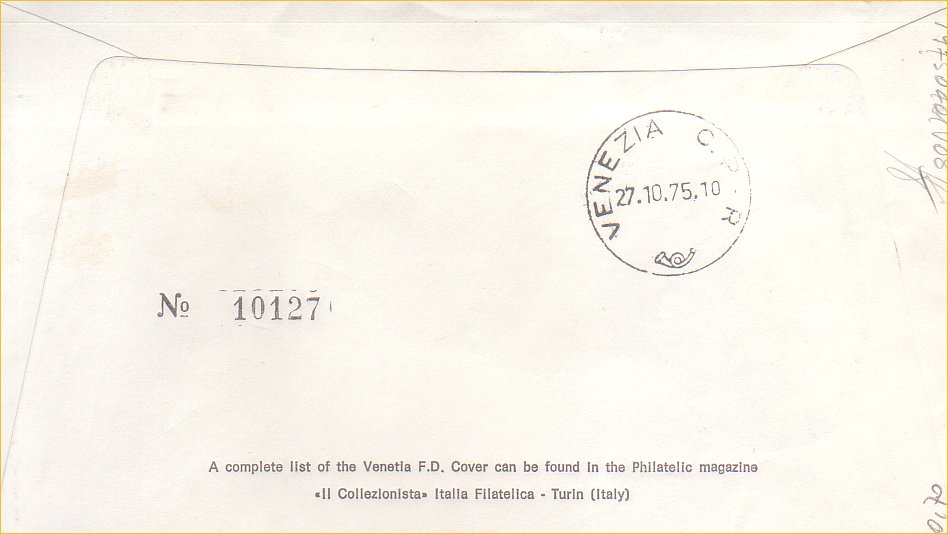 VENEZIA C.P. R
27.10.75.10
№ 10127
A complete list of the Venetia F.D. Cover can be found in the Philatelic magazine
«Il Collezionista» Italia Filatelica - Turin (Italy)